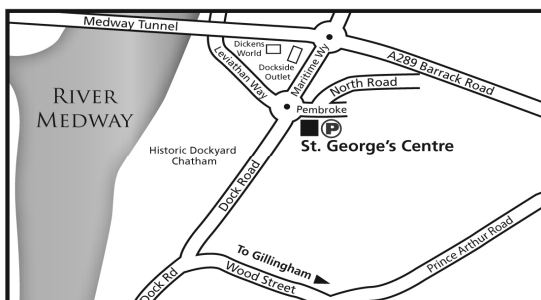 Medway Tunnel
Dickens
World
Dockside
Outlet
Leviathan Way
Maritime Wy
A289 Barrack Road
North Road
Pembroke
RIVER
MEDWAY
P
St. George's Centre
Historic Dockyard
Chatham
Dock Road
To Gillingham
Wood Street
Dock Rd
Prince Arthur Road